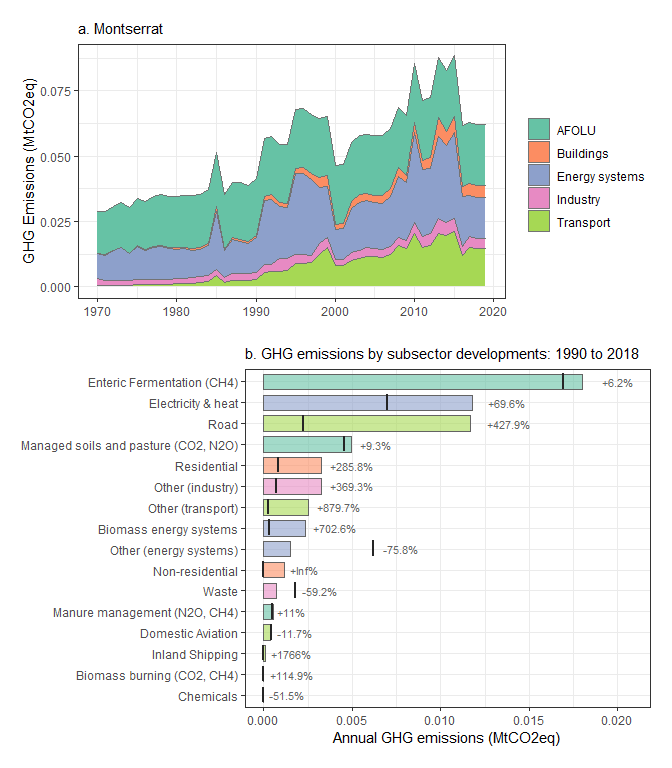 a. Montserrat
GHG Emissions (MtCO2eq)
0.075
0.050
0.025
0.000
1970
1980
1990
2000
2010
2020
AFOLU
Buildings
Energy systems
Industry
Transport
b. GHG emissions by subsector developments: 1990 to 2018
Enteric Fermentation (CH4) +6.2%
Electricity & heat +69.6%
Road +427.9%
Managed soils and pasture (CO2, N2O) +9.3%
Residential +285.8%
Other (industry) +369.3%
Other (transport) +879.7%
Biomass energy systems +702.6%
Other (energy systems) -75.8%
Non-residential +Inf%
Waste -59.2%
Manure management (N2O, CH4) +11%
Domestic Aviation -11.7%
Inland Shipping +1766%
Biomass burning (CO2, CH4) +114.9%
Chemicals -51.5%
0.000
0.005
0.010
0.015
0.020
Annual GHG emissions (MtCO2eq)